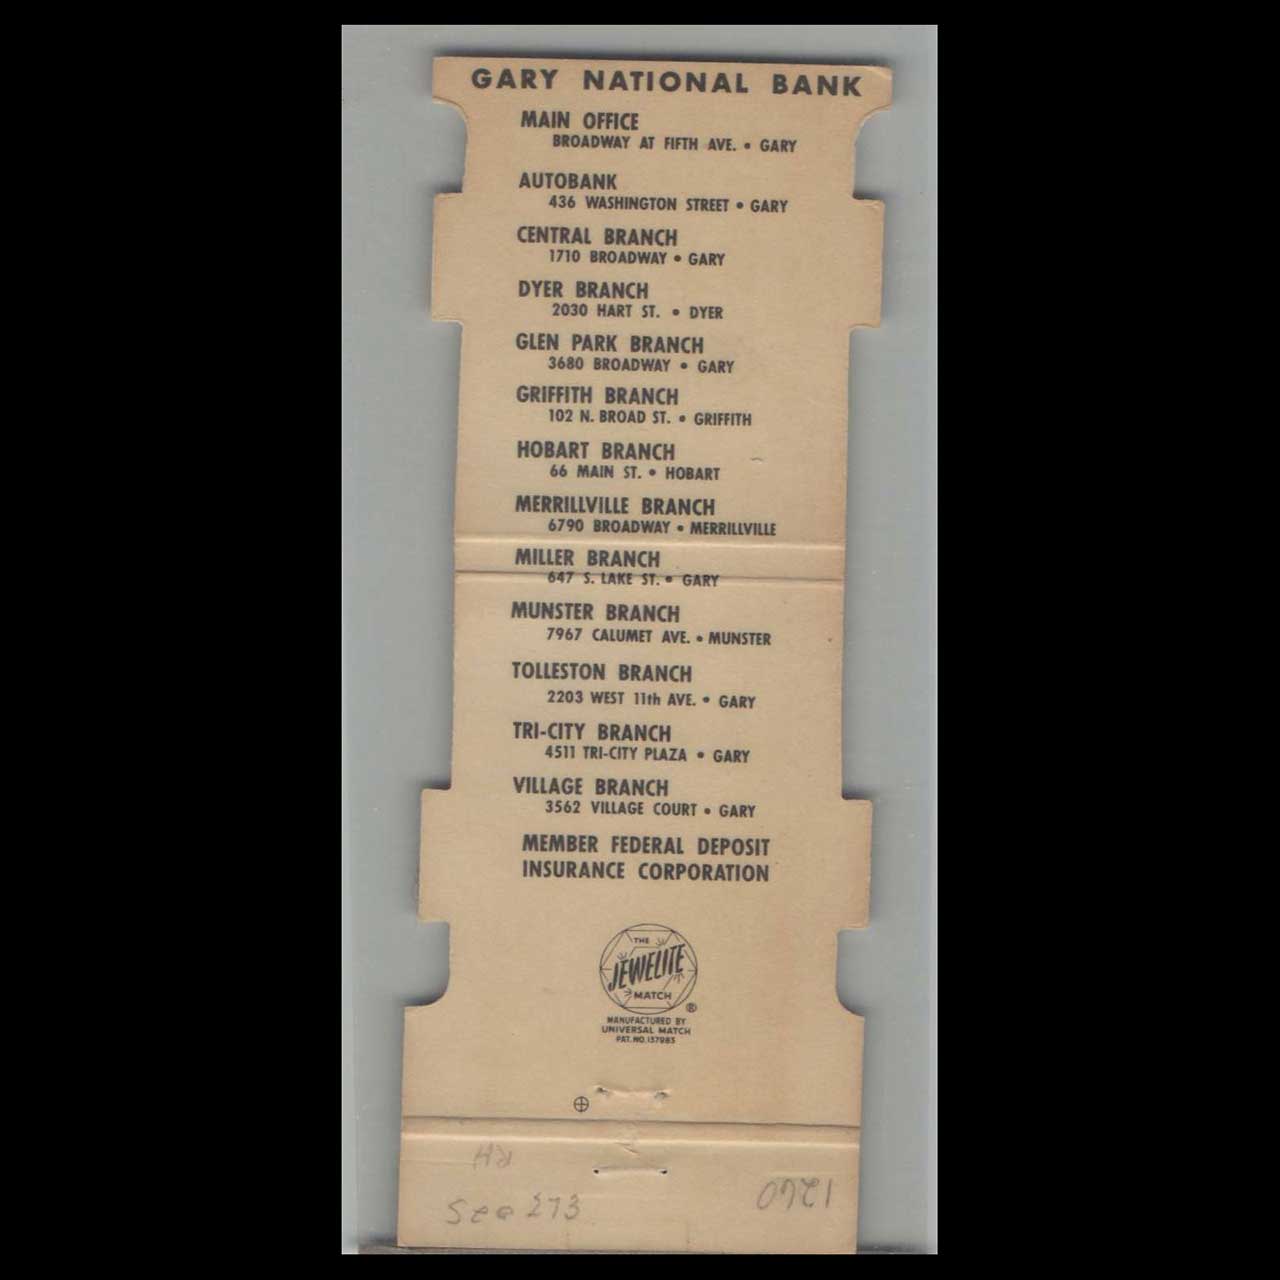 GARY NATIONAL BANK
MAIN OFFICE
BROADWAY AT FIFTH AVE. • GARY
AUTOBANK
436 WASHINGTON STREET • GARY
CENTRAL BRANCH
1710 BROADWAY • GARY
DYER BRANCH
2030 HART ST. • DYER
GLEN PARK BRANCH
3680 BROADWAY • GARY
GRIFFITH BRANCH
102 N. BROAD ST. • GRIFFITH
HOBART BRANCH
66 MAIN ST. • HOBART
MERRILLVILLE BRANCH
6790 BROADWAY • MERRILLVILLE
MILLER BRANCH
647 S. LAKE ST. • GARY
MUNSTER BRANCH
7967 CALUMET AVE. • MUNSTER
TOLLESTON BRANCH
2203 WEST 11th AVE. • GARY
TRI-CITY BRANCH
4511 TRI-CITY PLAZA • GARY
VILLAGE BRANCH
3562 VILLAGE COURT • GARY
MEMBER FEDERAL DEPOSIT
INSURANCE CORPORATION
THE
JEWELITE
MATCH
®
MANUFACTURED BY
UNIVERSAL MATCH
PAT. NO. 137983
See 273